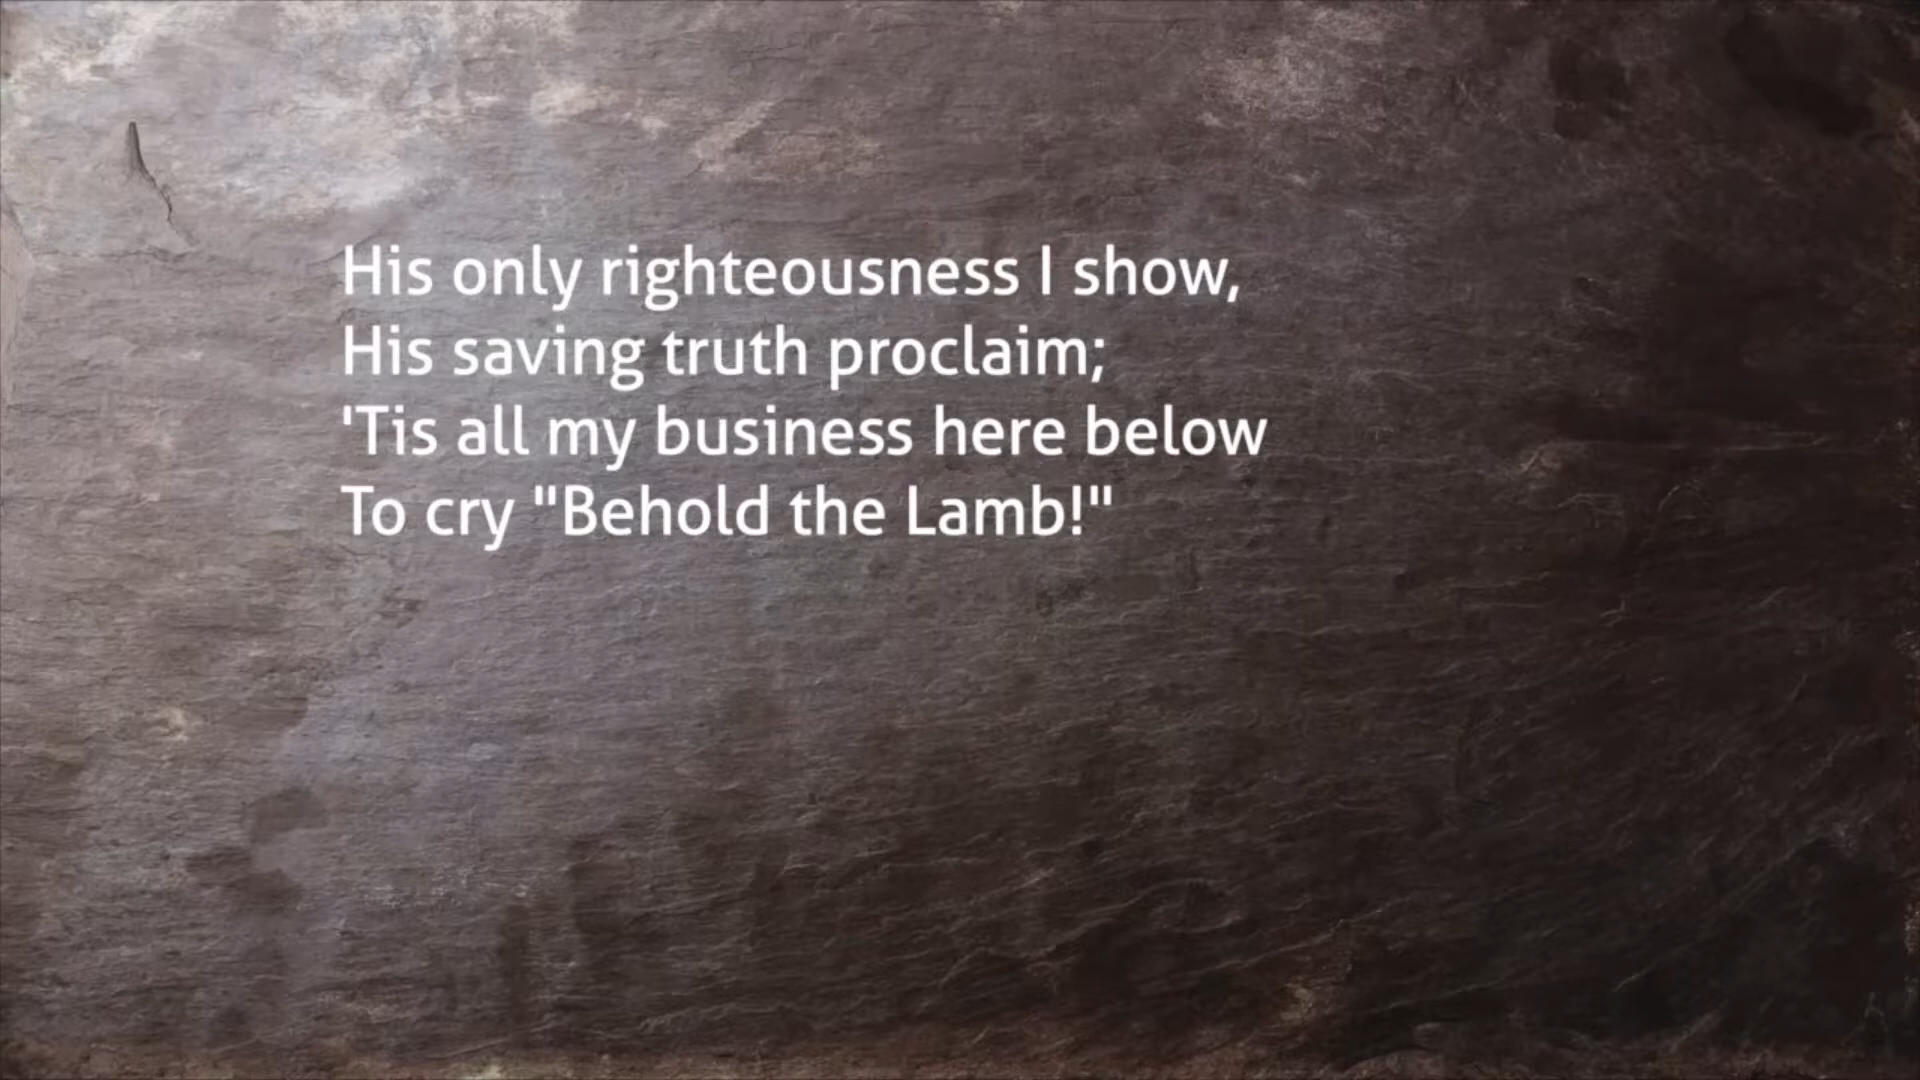 His only righteousness I show,
His saving truth proclaim;
'Tis all my business here below
To cry "Behold the Lamb!"